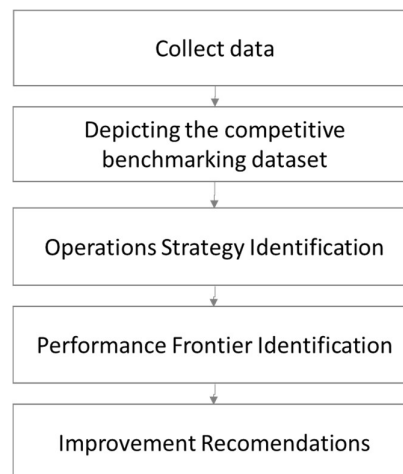 Collect data
Depicting the competitive
benchmarking dataset
Operations Strategy Identification
Performance Frontier Identification
Improvement Recomendations